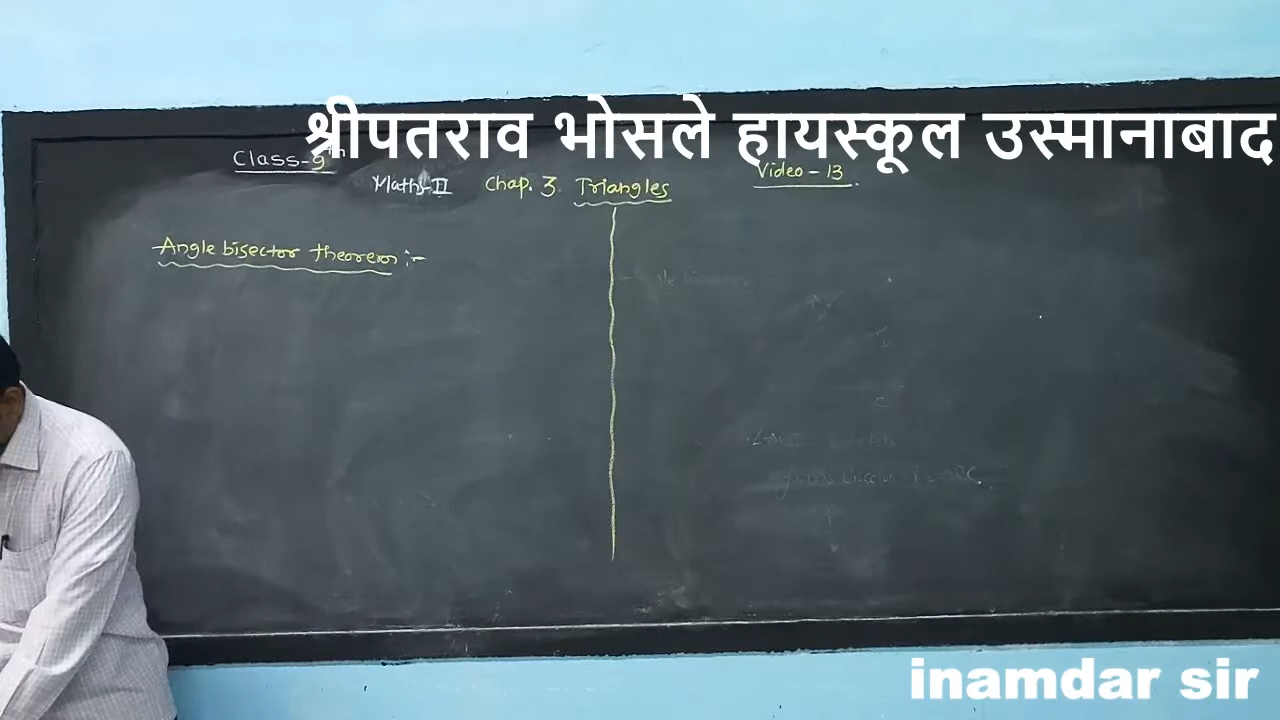 श्रीपतराव भोसले हायस्कूल उस्मानाबाद
Class-9th
Maths-II Chap. 3 Triangles
Video - 13
Angle bisector theorem :-
inamdar sir